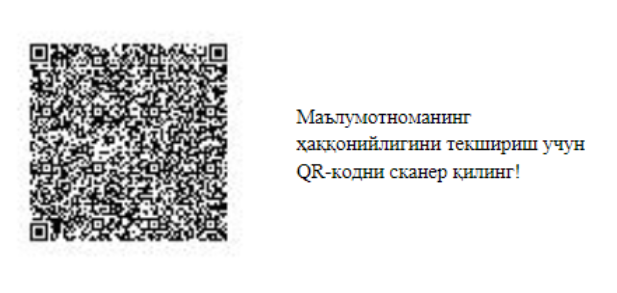 Маълумотноманинг
ҳаққонийлигини текшириш учун
QR-кодни сканер қилинг!